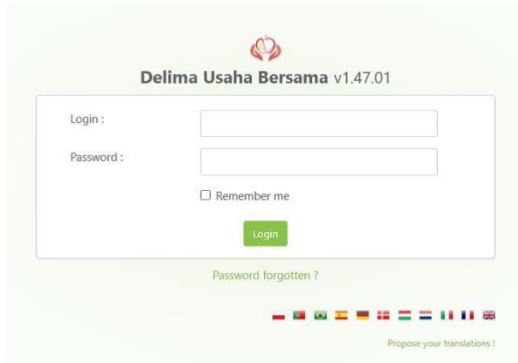 Delima Usaha Bersama v1.47.01
Login :
Password :
Remember me
Login
Password forgotten ?
Propose your translations !